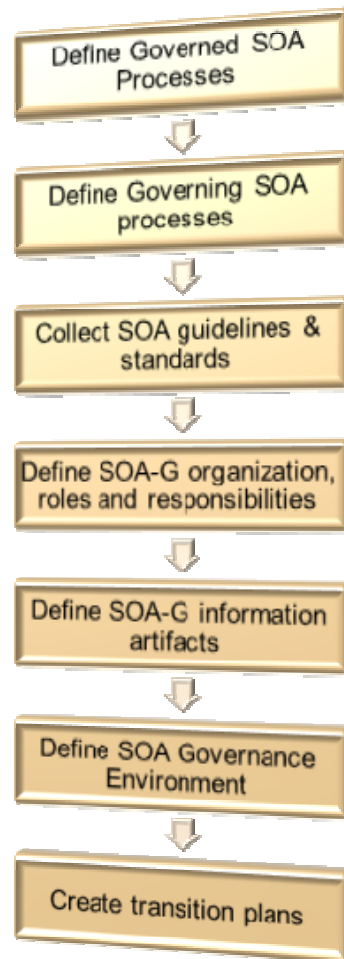 Define Governed SOA
Processes
Define Governing SOA
processes
Collect SOA guidelines &
standards
Define SOA-G organization,
roles and responsibilities
Define SOA-G information
artifacts
Define SOA Governance
Environment
Create transition plans